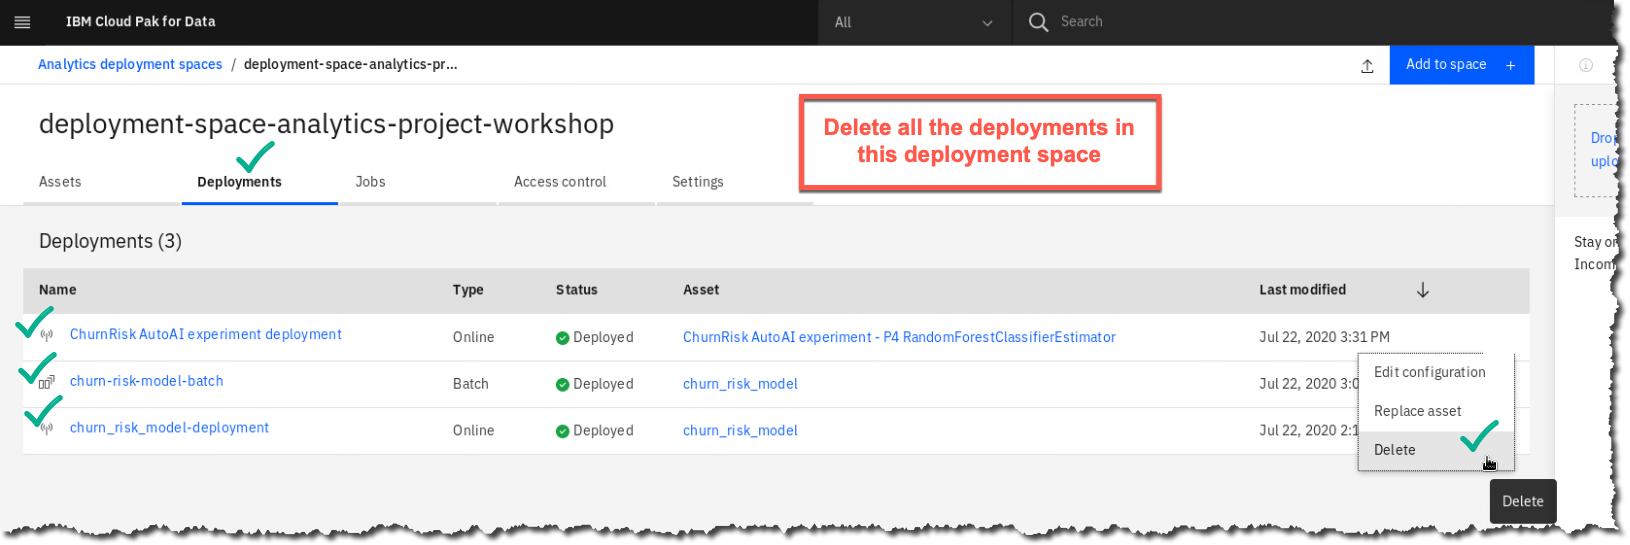 IBM Cloud Pak for Data
All
Search
Analytics deployment spaces / deployment-space-analytics-pr...
Add to space +
deployment-space-analytics-project-workshop
Delete all the deployments in
this deployment space
Assets Deployments Jobs Access control Settings
Deployments (3)
Name Type Status Asset Last modified
ChurnRisk AutoAI experiment deployment Online Deployed ChurnRisk AutoAI experiment - P4 RandomForestClassifierEstimator Jul 22, 2020 3:31 PM
churn-risk-model-batch Batch Deployed churn_risk_model Jul 22, 2020 3:0
churn_risk_model-deployment Online Deployed churn_risk_model Jul 22, 2020 2:1
Edit configuration
Replace asset
Delete
Delete
Stay